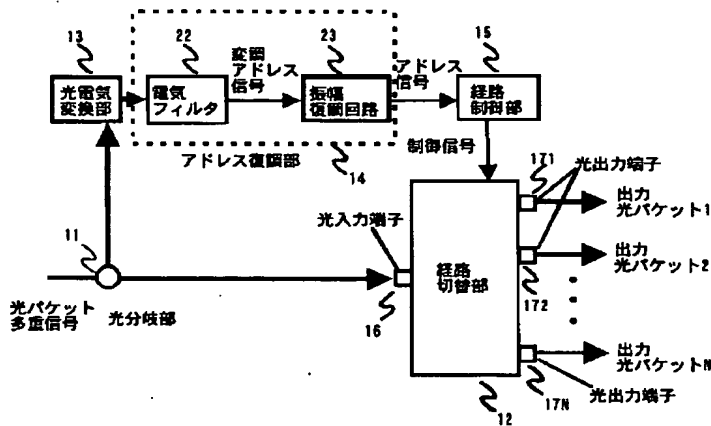 13
22
23
15
変調
アドレス
信号
アドレス
信号
光電気
変換部
電気
フィルタ
振幅
復調回路
経路
制御部
アドレス復調部
14
制御信号
171
光出力端子
出力
光パケット1
11
光入力端子
経路
切替部
出力
光パケット2
172
光パケット
多重信号
光分岐部
16
出力
光パケットN
17N
光出力端子
12